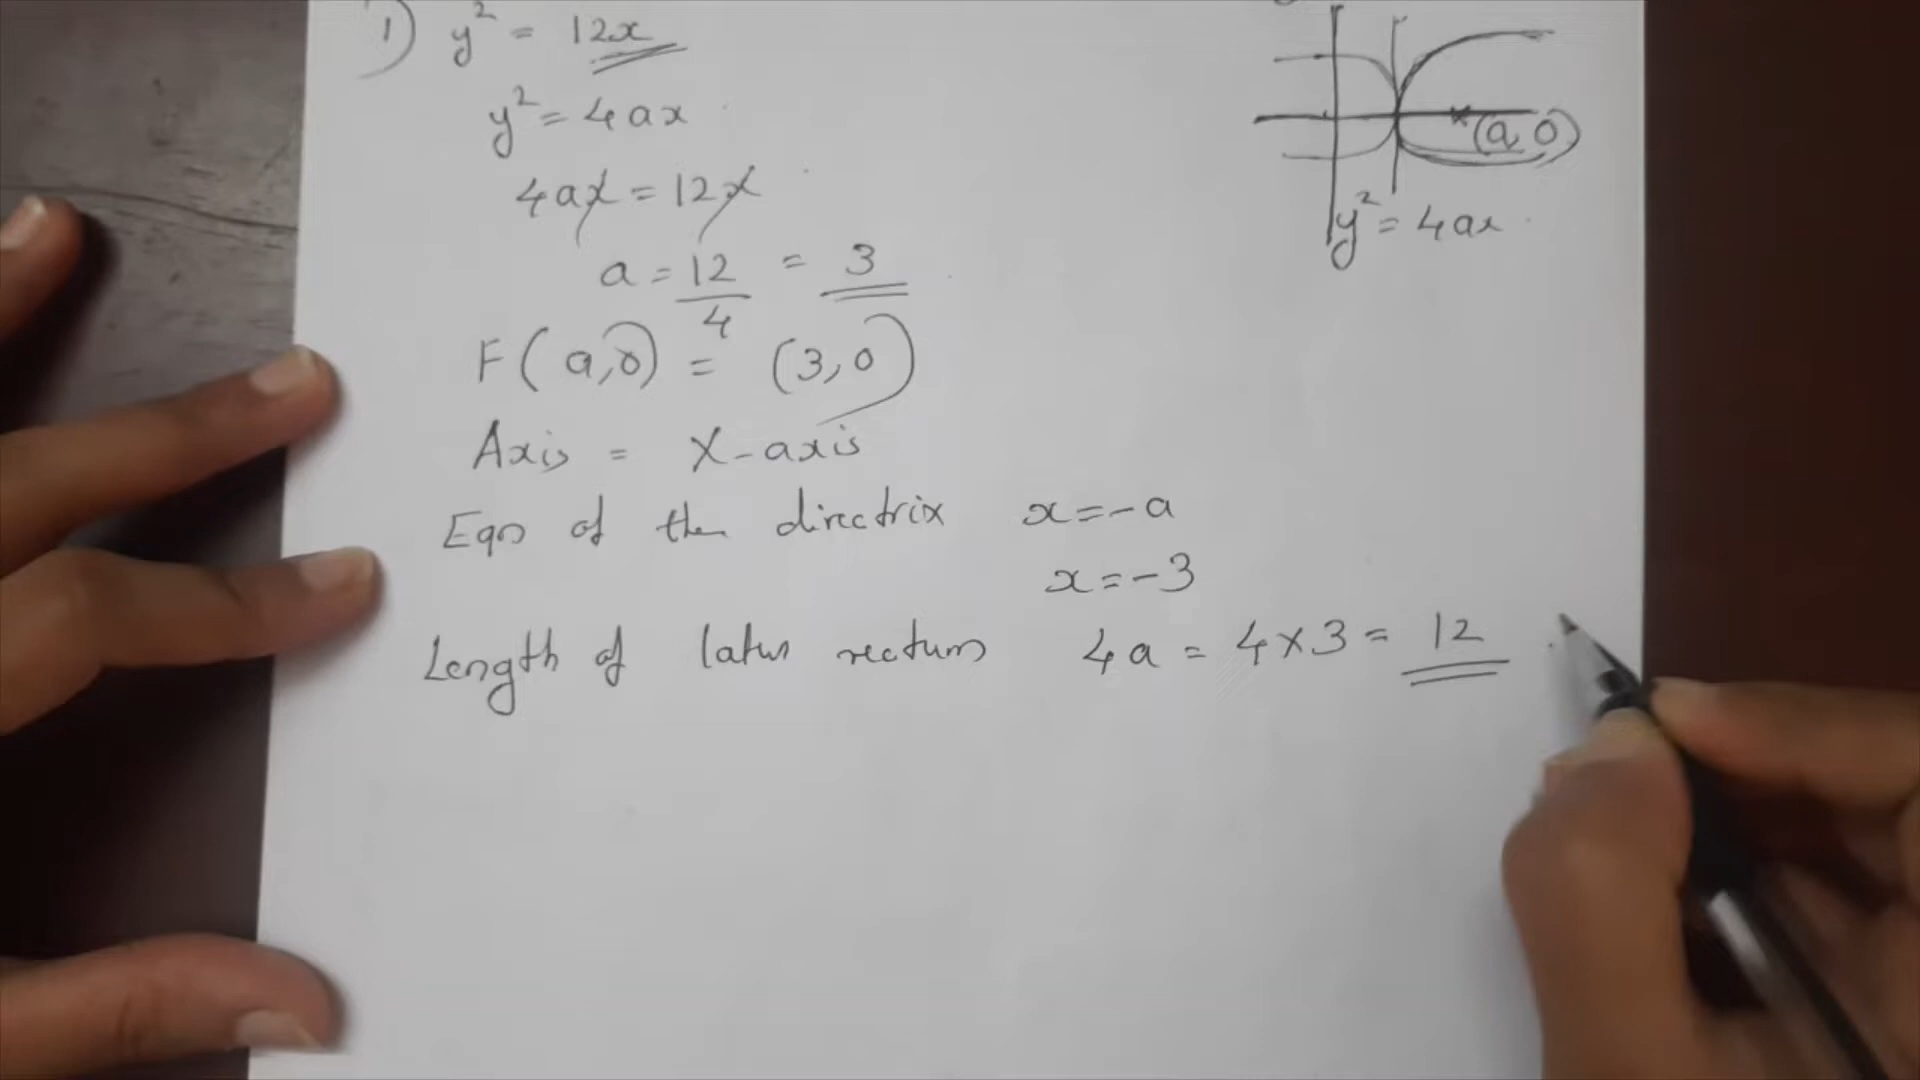 1) y² = 12x
y² = 4ax
4ax = 12x
a = 12/4 = 3
F(a,0) = (3,0)
Axis = X-axis
Eqn of the directrix x=-a
x=-3
Length of latus rectum 4a = 4×3 = 12
(a,0)
y² = 4ax